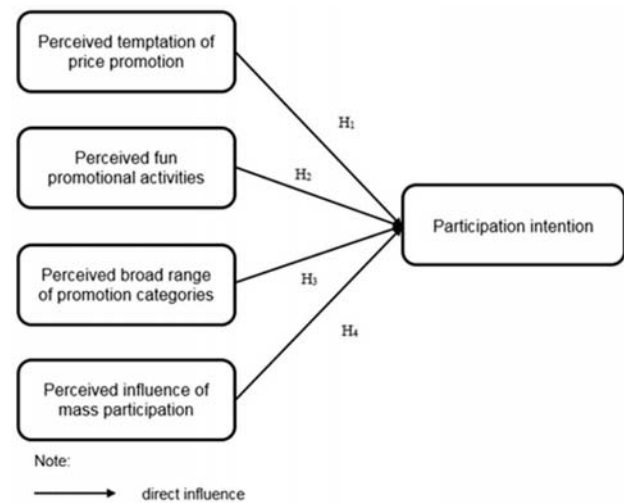 Perceived temptation of
price promotion
H₁
Perceived fun
promotional activities
H₂
Participation intention
Perceived broad range
of promotion categories
H₃
H₄
Perceived influence of
mass participation
Note:
direct influence